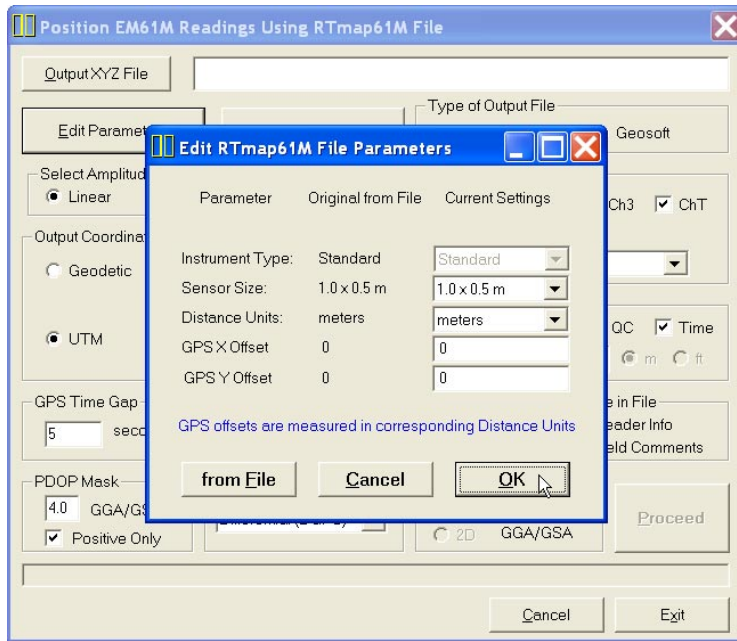 Position EM61M Readings Using RTmap61M File
Output XYZ File
Edit Paramet
Type of Output File
Geosoft
Select Amplitud
Linear
Ch3 ChT
Output Coordina
Geodetic
UTM
QC Time
m ft
GPS Time Gap
5 seco
e in File
eader Info
eld Comments
PDOP Mask
4.0 GGA/GS
Positive Only
2D GGA/GSA
Proceed
Cancel Exit
Edit RTmap61M File Parameters
Parameter Original from File Current Settings
Instrument Type: Standard Standard
Sensor Size: 1.0 x 0.5 m 1.0 x 0.5 m
Distance Units: meters meters
GPS X Offset 0 0
GPS Y Offset 0 0
GPS offsets are measured in corresponding Distance Units
from File Cancel OK